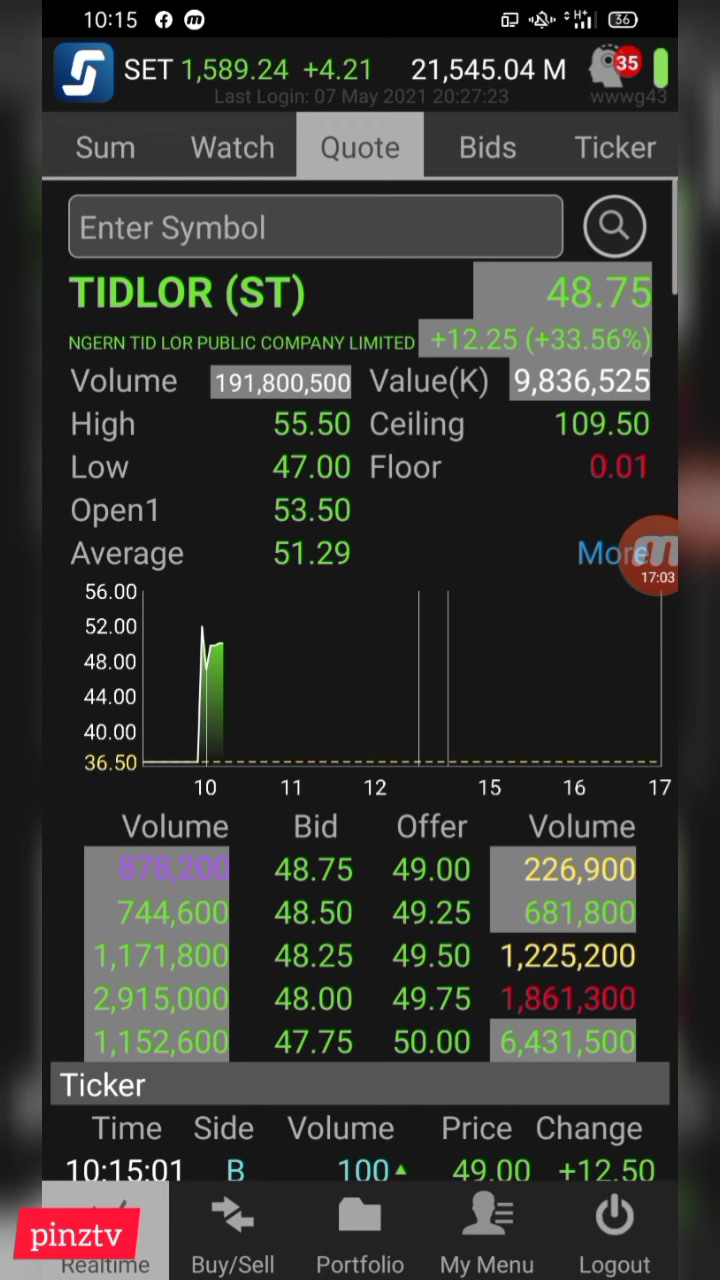 10:15 36
SET 1,589.24 +4.21 21,545.04 M 35
Last Login: 07 May 2021 20:27:23 wwwg43
Sum Watch Quote Bids Ticker
Enter Symbol
TIDLOR (ST) 48.75
NGERN TID LOR PUBLIC COMPANY LIMITED +12.25 (+33.56%)
Volume 191,800,500 Value(K) 9,836,525
High 55.50 Ceiling 109.50
Low 47.00 Floor 0.01
Open1 53.50
Average 51.29 More
17:03
56.00
52.00
48.00
44.00
40.00
36.50
10 11 12 15 16 17
Volume Bid Offer Volume
878,200 48.75 49.00 226,900
744,600 48.50 49.25 681,800
1,171,800 48.25 49.50 1,225,200
2,915,000 48.00 49.75 1,861,300
1,152,600 47.75 50.00 6,431,500
Ticker
Time Side Volume Price Change
10:15:01 B 100 49.00 +12.50
pinztv
Realtime Buy/Sell Portfolio My Menu Logout